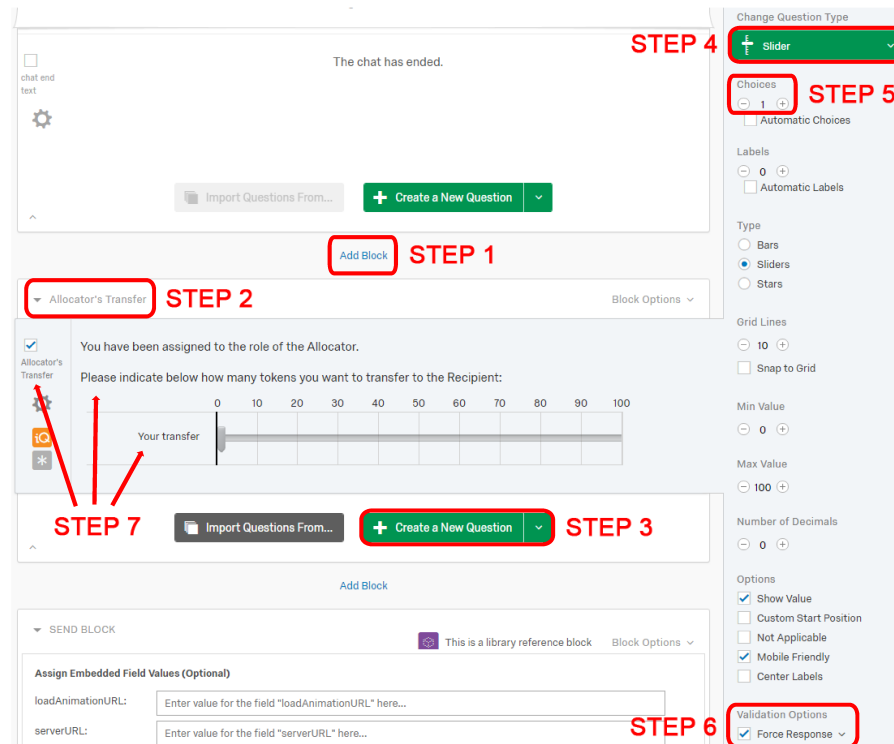 Change Question Type
STEP 4
Slider
The chat has ended.
chat end
text
Choices
1
STEP 5
Automatic Choices
Labels
0
Automatic Labels
Import Questions From...
Create a New Question
Add Block
STEP 1
Type
Bars
Sliders
Stars
Allocator's Transfer
STEP 2
Block Options
Grid Lines
10
Snap to Grid
Allocator's
Transfer
You have been assigned to the role of the Allocator.
Please indicate below how many tokens you want to transfer to the Recipient:
0 10 20 30 40 50 60 70 80 90 100
Your transfer
iQ
Min Value
0
Max Value
100
STEP 7
Import Questions From...
Create a New Question
STEP 3
Number of Decimals
0
Add Block
Options
Show Value
Custom Start Position
Not Applicable
Mobile Friendly
Center Labels
SEND BLOCK
This is a library reference block
Block Options
Assign Embedded Field Values (Optional)
loadAnimationURL:
Enter value for the field "loadAnimationURL" here...
serverURL:
Enter value for the field "serverURL" here...
STEP 6
Validation Options
Force Response